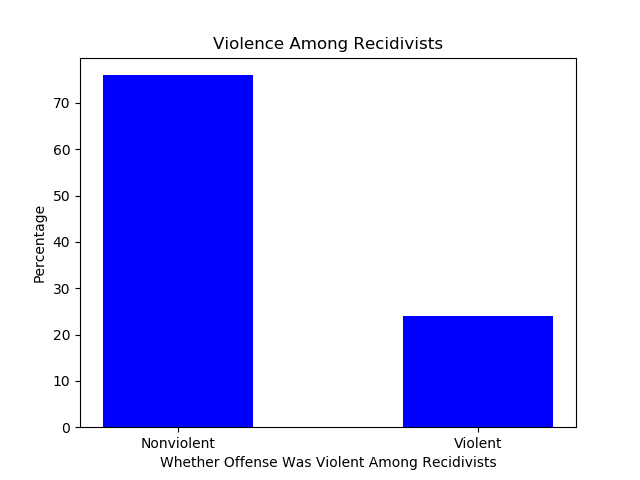 Violence Among Recidivists
Percentage
70
60
50
40
30
20
10
0
Nonviolent
Violent
Whether Offense Was Violent Among Recidivists